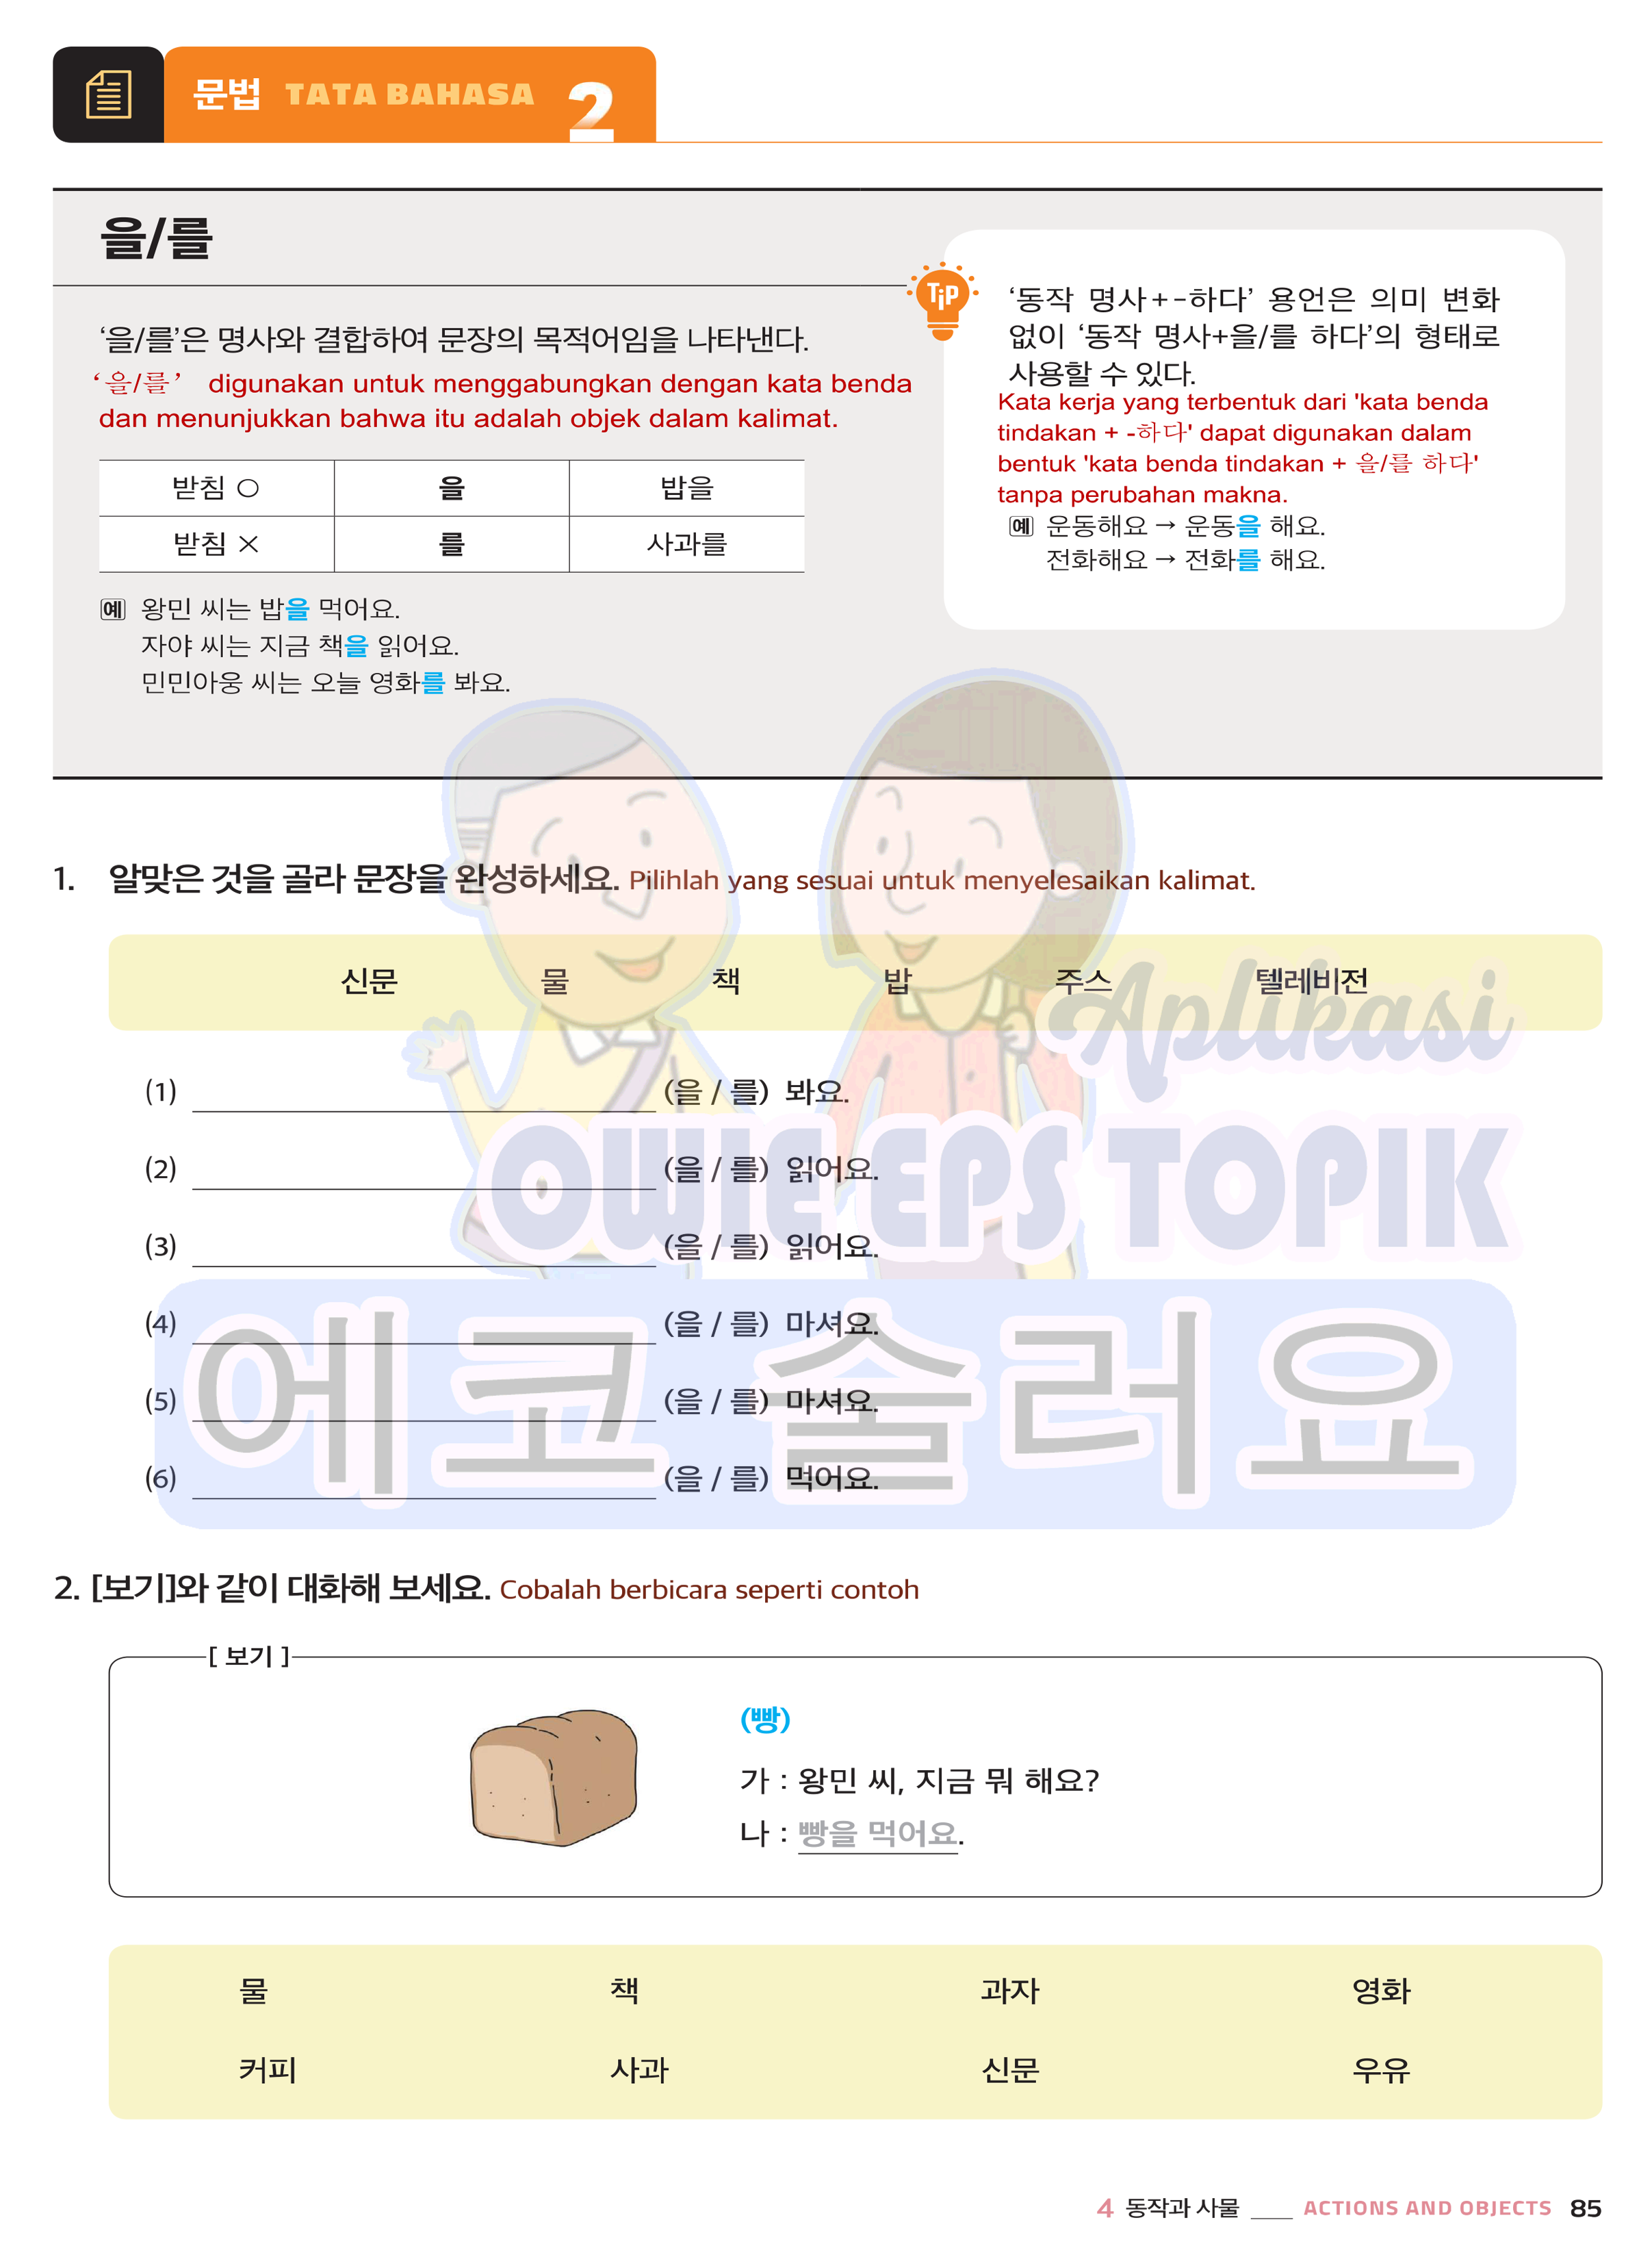 문법 TATA BAHASA 2
을/를
'을/를'은 명사와 결합하여 문장의 목적어임을 나타낸다.
'을/를' digunakan untuk menggabungkan dengan kata benda
dan menunjukkan bahwa itu adalah objek dalam kalimat.
받침 ○ 을 밥을
받침 × 를 사과를
예 왕민 씨는 밥을 먹어요.
자야 씨는 지금 책을 읽어요.
민민아웅 씨는 오늘 영화를 봐요.
TiP
'동작 명사+-하다' 용언은 의미 변화
없이 '동작 명사+을/를 하다'의 형태로
사용할 수 있다.
Kata kerja yang terbentuk dari 'kata benda
tindakan + -하다' dapat digunakan dalam
bentuk 'kata benda tindakan + 을/를 하다'
tanpa perubahan makna.
예 운동해요 → 운동을 해요.
전화해요 → 전화를 해요.
1. 알맞은 것을 골라 문장을 완성하세요. Pilihlah yang sesuai untuk menyelesaikan kalimat.
신문 물 책 밥 주스 텔레비전
(1) (을 / 를) 봐요.
(2) (을 / 를) 읽어요.
(3) (을 / 를) 읽어요.
(4) (을 / 를) 마셔요.
(5) (을 / 를) 마셔요.
(6) (을 / 를) 먹어요.
Aplikasi
OWIE EPS TOPIK
에코 슬러요
2. [보기]와 같이 대화해 보세요. Cobalah berbicara seperti contoh
[ 보기 ]
(빵)
가 : 왕민 씨, 지금 뭐 해요?
나 : 빵을 먹어요.
물 책 과자 영화
커피 사과 신문 우유
4 동작과 사물 ____ ACTIONS AND OBJECTS 85